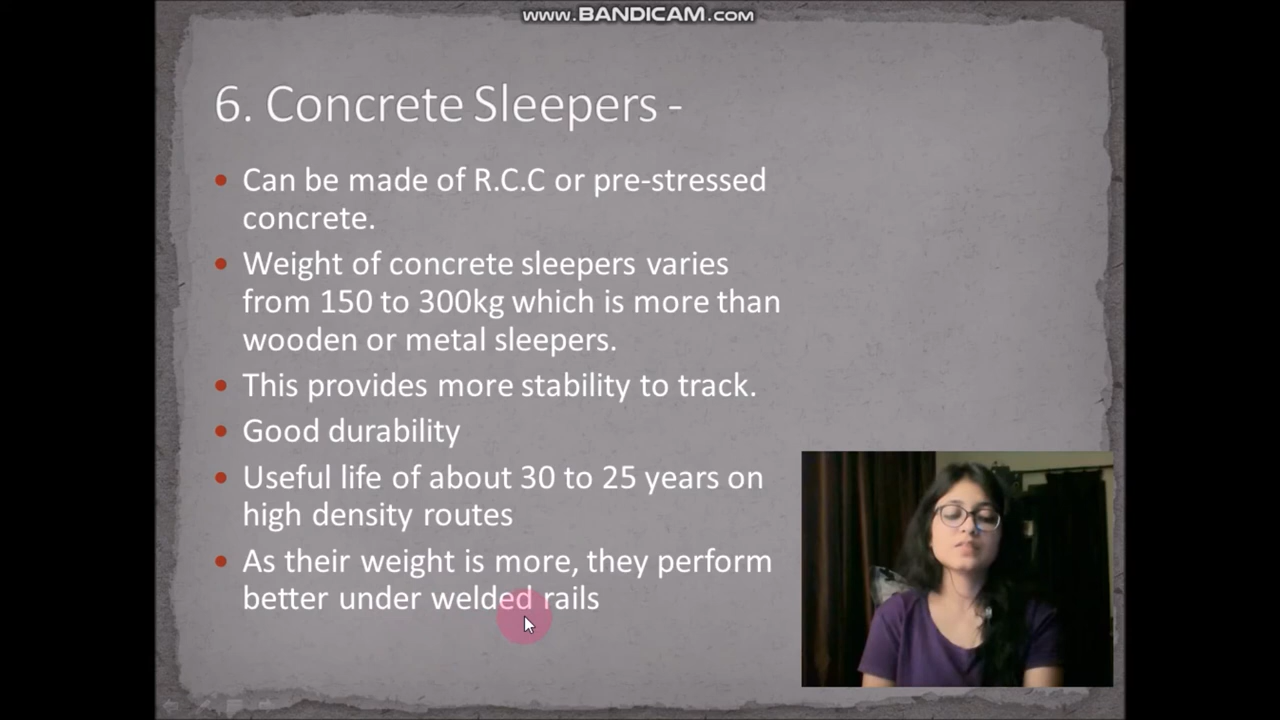 www.BANDICAM.com
6. Concrete Sleepers -
• Can be made of R.C.C or pre-stressed
concrete.
• Weight of concrete sleepers varies
from 150 to 300kg which is more than
wooden or metal sleepers.
• This provides more stability to track.
• Good durability
• Useful life of about 30 to 25 years on
high density routes
• As their weight is more, they perform
better under welded rails